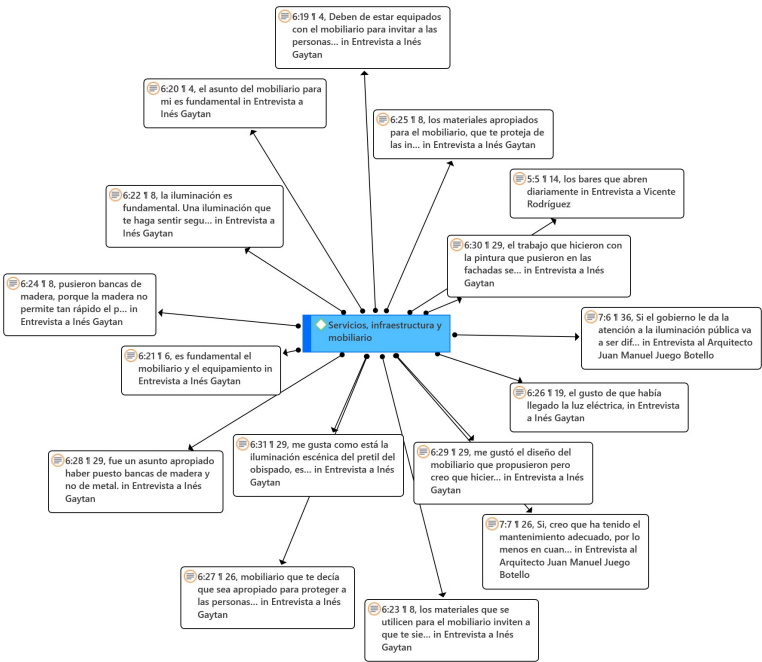 6:19 ¶ 4, Deben de estar equipados
con el mobiliario para invitar a las
personas... in Entrevista a Inés
Gaytan
6:20 ¶ 4, el asunto del mobiliario para
mi es fundamental in Entrevista a
Inés Gaytan
6:25 ¶ 8, los materiales apropiados
para el mobiliario, que te proteja de
las in... in Entrevista a Inés Gaytan
5:5 ¶ 14, los bares que abren
diariamente in Entrevista a Vicente
Rodríguez
6:22 ¶ 8, la iluminación es
fundamental. Una iluminación que
te haga sentir segu... in Entrevista a
Inés Gaytan
6:30 ¶ 29, el trabajo que hicieron con
la pintura que pusieron en las
fachadas se... in Entrevista a Inés
Gaytan
6:24 ¶ 8, pusieron bancas de
madera, porque la madera no
permite tan rápido el p... in
Entrevista a Inés Gaytan
Servicios, infraestructura y
mobiliario
7:6 ¶ 36, Si el gobierno le da la
atención a la iluminación pública va
a ser dif... in Entrevista al Arquitecto
Juan Manuel Juego Botello
6:21 ¶ 6, es fundamental el
mobiliario y el equipamiento in
Entrevista a Inés Gaytan
6:26 ¶ 19, el gusto de que había
llegado la luz eléctrica, in Entrevista
a Inés Gaytan
6:28 ¶ 29, fue un asunto apropiado
haber puesto bancas de madera y
no de metal. in Entrevista a Inés
Gaytan
6:31 ¶ 29, me gusta como está la
iluminación escénica del pretil del
obispado, es... in Entrevista a Inés
Gaytan
6:29 ¶ 29, me gustó el diseño del
mobiliario que propusieron pero
creo que hicier... in Entrevista a Inés
Gaytan
7:7 ¶ 26, Si, creo que ha tenido el
mantenimiento adecuado, por lo
menos en cuan... in Entrevista al
Arquitecto Juan Manuel Juego
Botello
6:27 ¶ 26, mobiliario que te decía
que sea apropiado para proteger a
las personas... in Entrevista a Inés
Gaytan
6:23 ¶ 8, los materiales que se
utilicen para el mobiliario inviten a
que te sie... in Entrevista a Inés
Gaytan